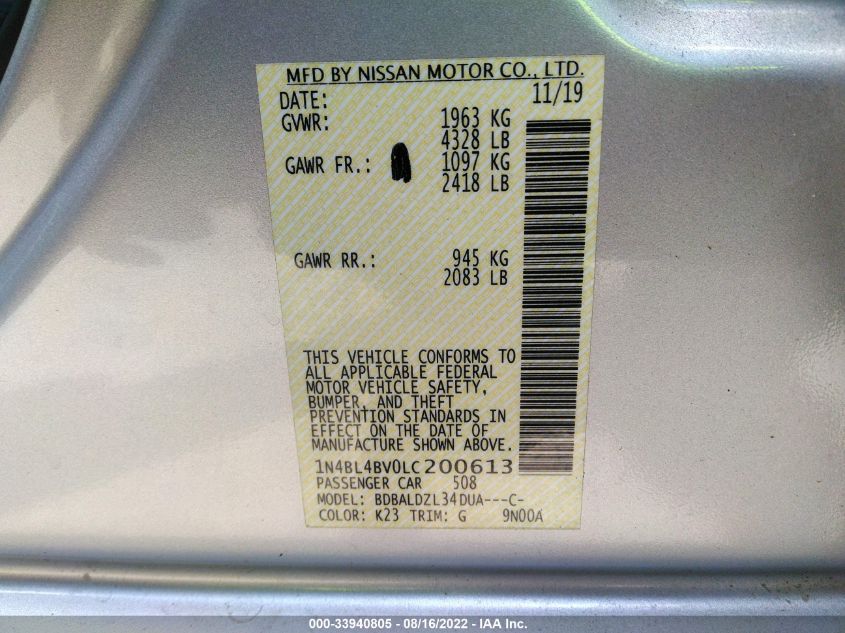 MFD BY NISSAN MOTOR CO., LTD.
DATE: 11/19
GVWR: 1963 KG
4328 LB
GAWR FR.: 1097 KG
2418 LB
GAWR RR.: 945 KG
2083 LB
THIS VEHICLE CONFORMS TO
ALL APPLICABLE FEDERAL
MOTOR VEHICLE SAFETY,
BUMPER, AND THEFT
PREVENTION STANDARDS IN
EFFECT ON THE DATE OF
MANUFACTURE SHOWN ABOVE.
1N4BL4BV0LC200613
PASSENGER CAR 508
MODEL: BDBALDZL34DUA---C-
COLOR: K23 TRIM: G 9N00A
000-33940805 - 08/16/2022 - IAA Inc.